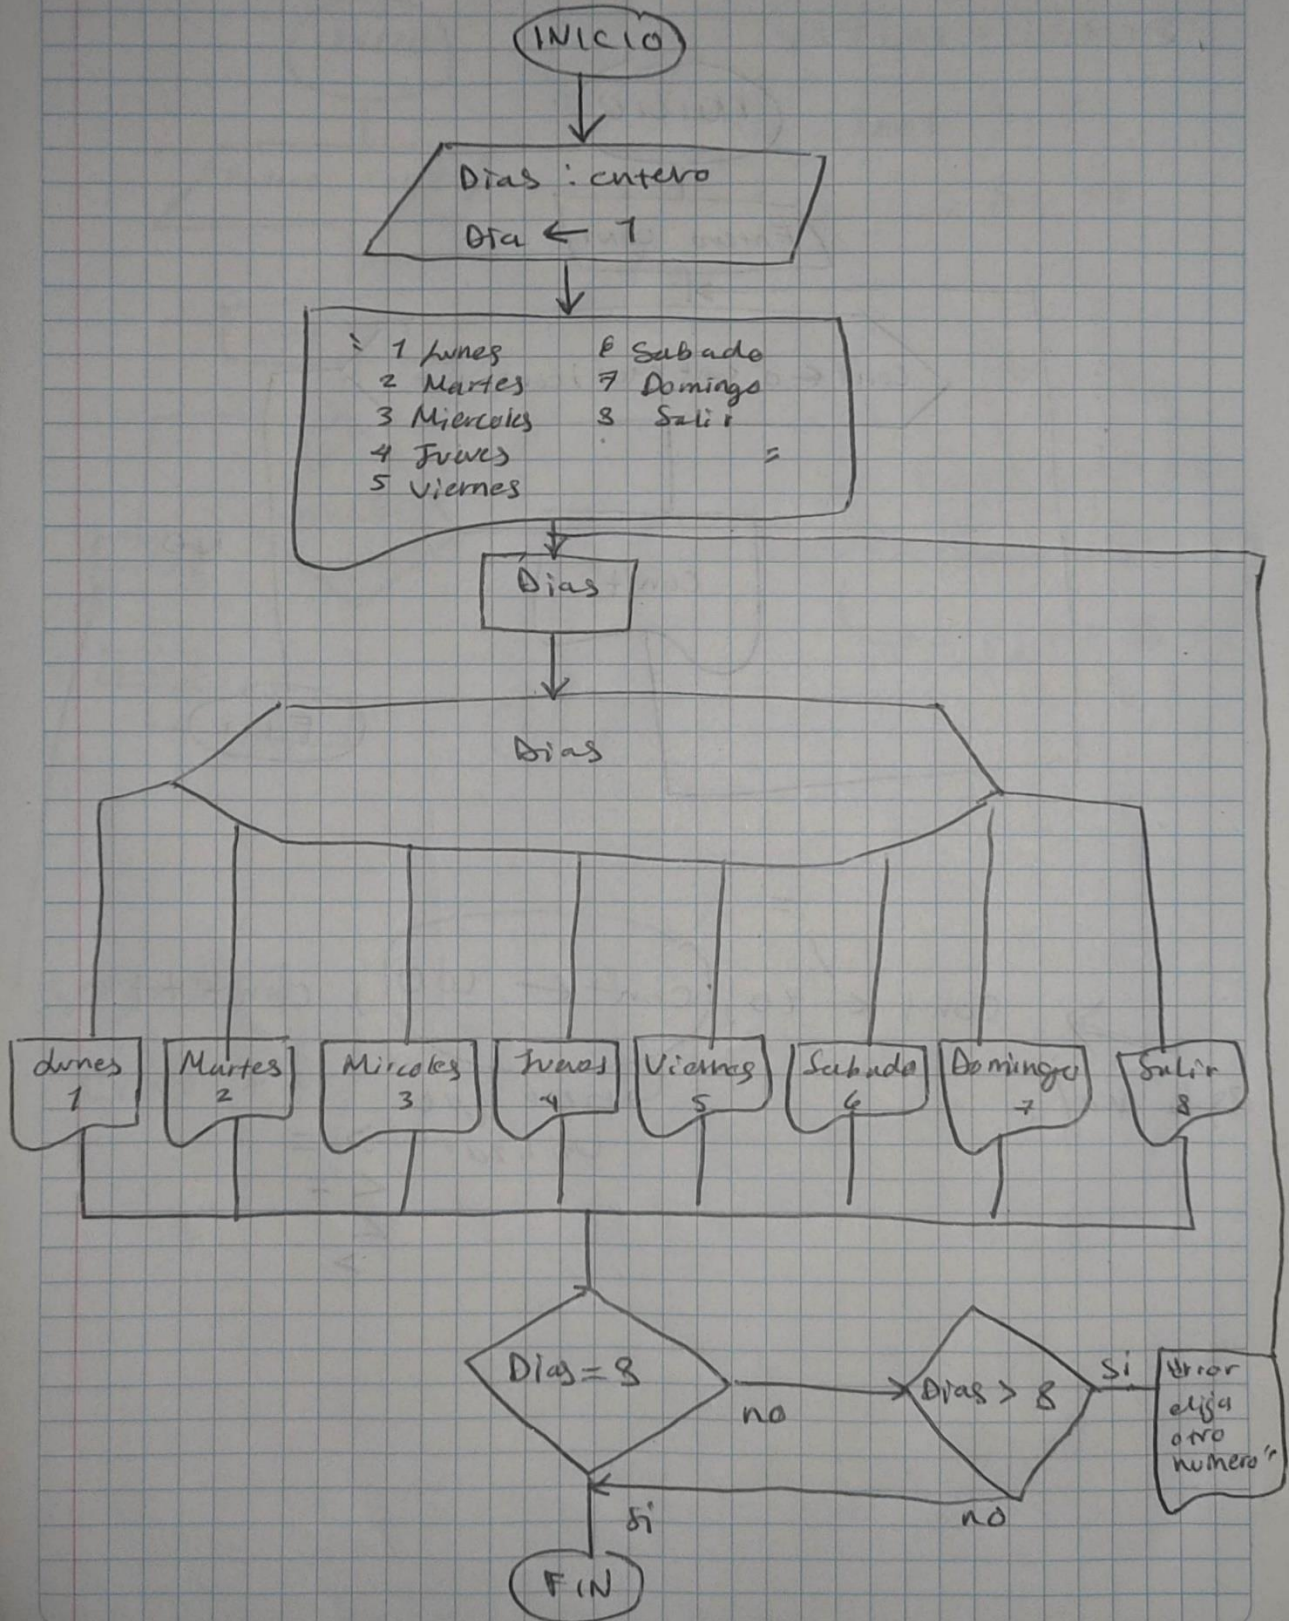 INICIO
Dias : entero
Dia ← 1
" 1 Lunes 6 Sabado
2 Martes 7 Domingo
3 Miercoles 8 Salir
4 Jueves "
5 Viernes
Dias
Dias
Lunes
1
Martes
2
Mircoles
3
Jueves
4
Viernes
5
Sabado
6
Domingo
7
Salir
8
Dias = 8
no
Dias > 8
si
Error
elija
otro
numero"
si
no
FIN